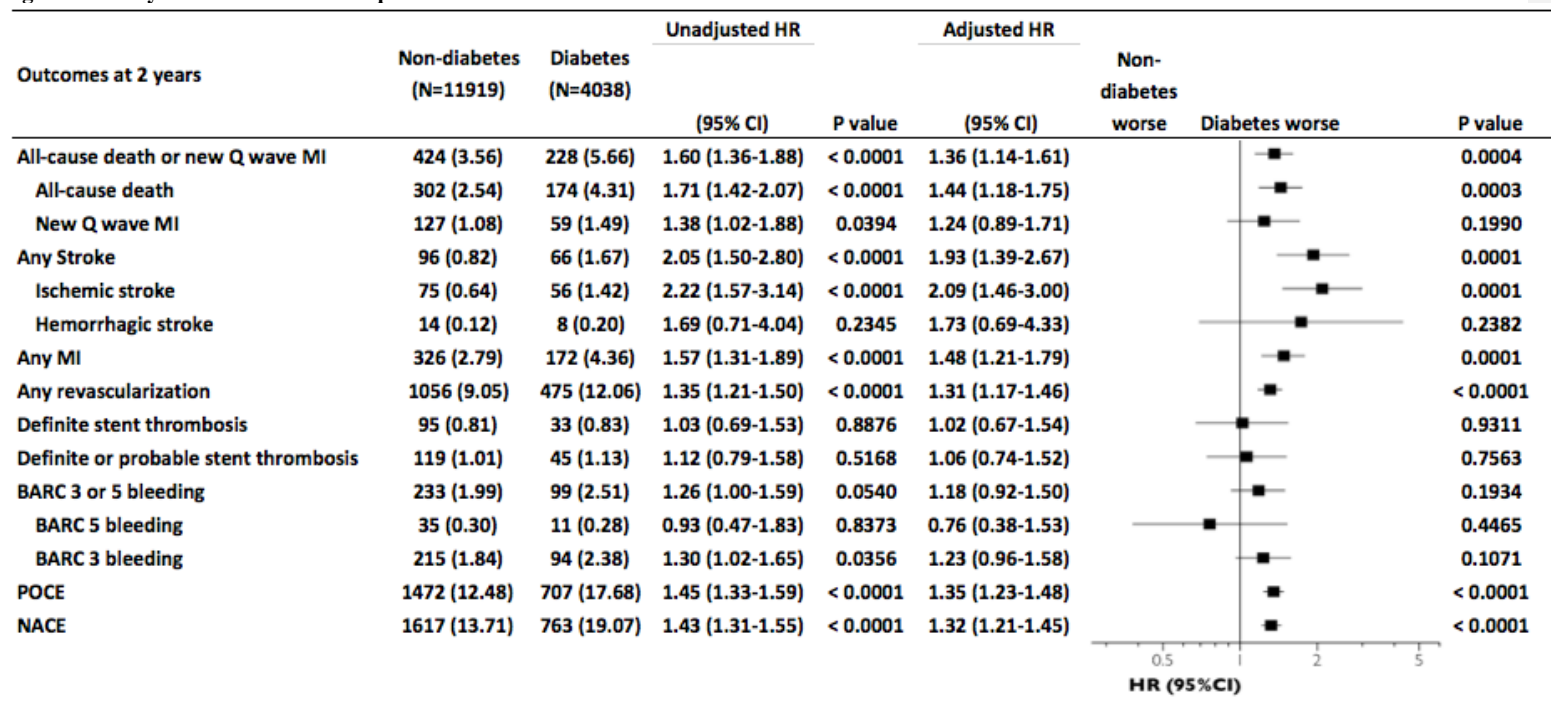 Unadjusted HR Adjusted HR
Outcomes at 2 years Non-diabetes (N=11919) Diabetes (N=4038) (95% CI) P value (95% CI) Non-diabetes worse Diabetes worse P value
All-cause death or new Q wave MI 424 (3.56) 228 (5.66) 1.60 (1.36-1.88) < 0.0001 1.36 (1.14-1.61) 0.0004
All-cause death 302 (2.54) 174 (4.31) 1.71 (1.42-2.07) < 0.0001 1.44 (1.18-1.75) 0.0003
New Q wave MI 127 (1.08) 59 (1.49) 1.38 (1.02-1.88) 0.0394 1.24 (0.89-1.71) 0.1990
Any Stroke 96 (0.82) 66 (1.67) 2.05 (1.50-2.80) < 0.0001 1.93 (1.39-2.67) 0.0001
Ischemic stroke 75 (0.64) 56 (1.42) 2.22 (1.57-3.14) < 0.0001 2.09 (1.46-3.00) 0.0001
Hemorrhagic stroke 14 (0.12) 8 (0.20) 1.69 (0.71-4.04) 0.2345 1.73 (0.69-4.33) 0.2382
Any MI 326 (2.79) 172 (4.36) 1.57 (1.31-1.89) < 0.0001 1.48 (1.21-1.79) 0.0001
Any revascularization 1056 (9.05) 475 (12.06) 1.35 (1.21-1.50) < 0.0001 1.31 (1.17-1.46) < 0.0001
Definite stent thrombosis 95 (0.81) 33 (0.83) 1.03 (0.69-1.53) 0.8876 1.02 (0.67-1.54) 0.9311
Definite or probable stent thrombosis 119 (1.01) 45 (1.13) 1.12 (0.79-1.58) 0.5168 1.06 (0.74-1.52) 0.7563
BARC 3 or 5 bleeding 233 (1.99) 99 (2.51) 1.26 (1.00-1.59) 0.0540 1.18 (0.92-1.50) 0.1934
BARC 5 bleeding 35 (0.30) 11 (0.28) 0.93 (0.47-1.83) 0.8373 0.76 (0.38-1.53) 0.4465
BARC 3 bleeding 215 (1.84) 94 (2.38) 1.30 (1.02-1.65) 0.0356 1.23 (0.96-1.58) 0.1071
POCE 1472 (12.48) 707 (17.68) 1.45 (1.33-1.59) < 0.0001 1.35 (1.23-1.48) < 0.0001
NACE 1617 (13.71) 763 (19.07) 1.43 (1.31-1.55) < 0.0001 1.32 (1.21-1.45) < 0.0001
0.5 1 2 5
HR (95%CI)